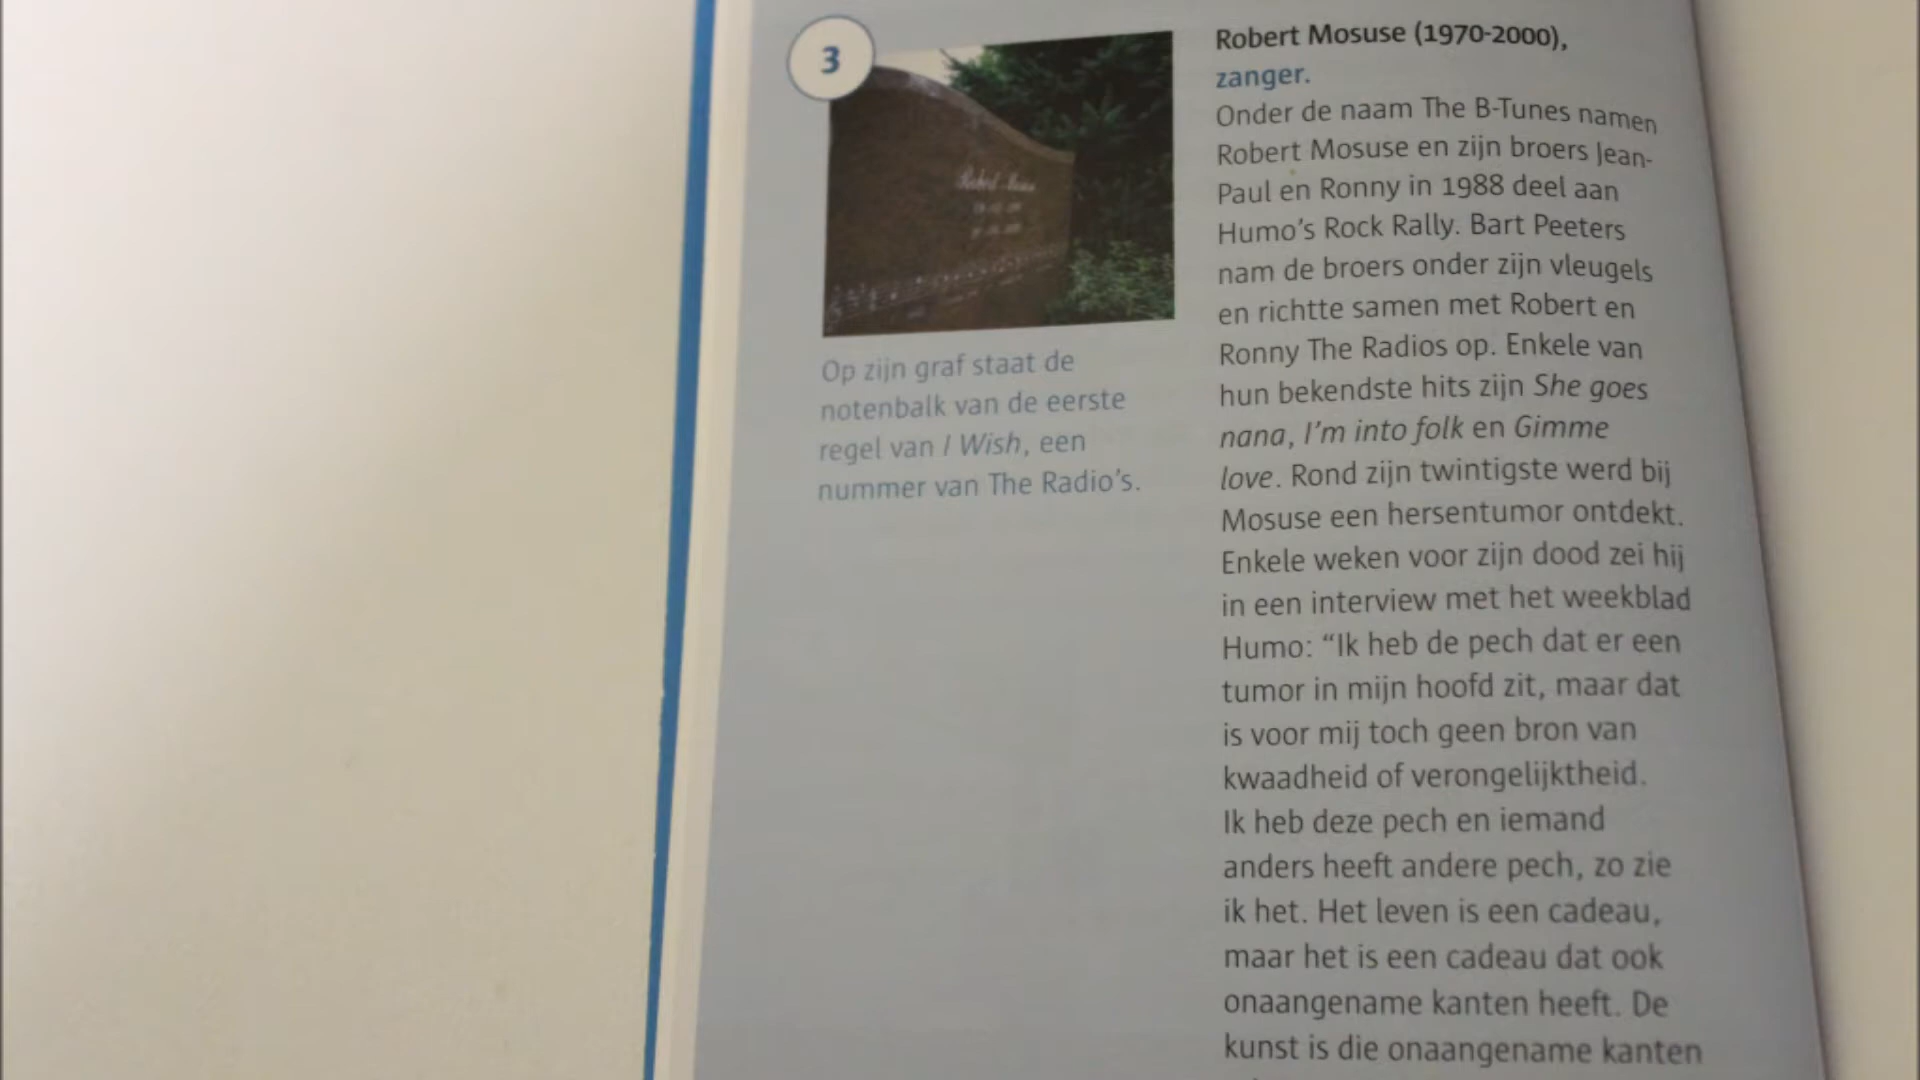 3
Robert Mosuse (1970-2000),
zanger.
Onder de naam The B-Tunes namen
Robert Mosuse en zijn broers Jean-
Paul en Ronny in 1988 deel aan
Humo’s Rock Rally. Bart Peeters
nam de broers onder zijn vleugels
en richtte samen met Robert en
Ronny The Radios op. Enkele van
hun bekendste hits zijn She goes
nana, I’m into folk en Gimme
love. Rond zijn twintigste werd bij
Mosuse een hersentumor ontdekt.
Enkele weken voor zijn dood zei hij
in een interview met het weekblad
Humo: “Ik heb de pech dat er een
tumor in mijn hoofd zit, maar dat
is voor mij toch geen bron van
kwaadheid of verongelijktheid.
Ik heb deze pech en iemand
anders heeft andere pech, zo zie
ik het. Het leven is een cadeau,
maar het is een cadeau dat ook
onaangename kanten heeft. De
kunst is die onaangename kanten
Robert Mosuse
Op zijn graf staat de
notenbalk van de eerste
regel van I Wish, een
nummer van The Radio’s.